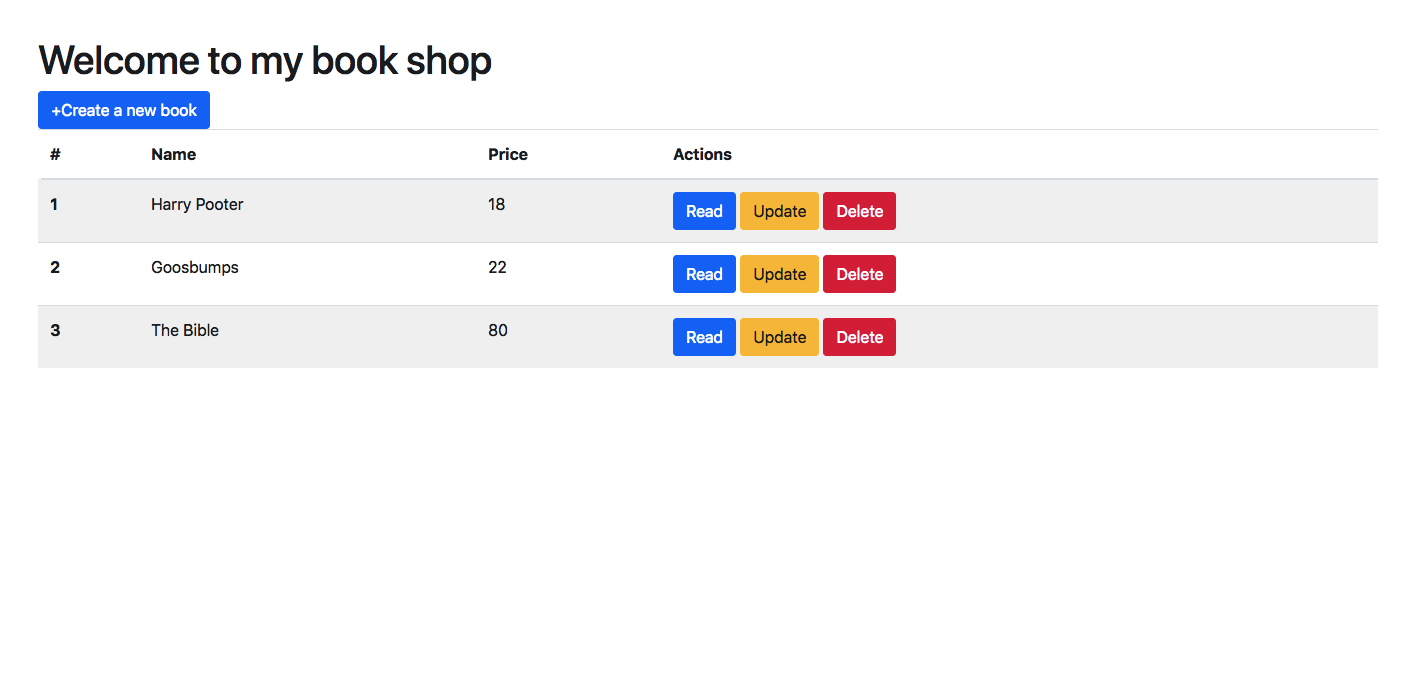 Welcome to my book shop
+Create a new book
# Name Price Actions
1 Harry Pooter 18 Read Update Delete
2 Goosbumps 22 Read Update Delete
3 The Bible 80 Read Update Delete